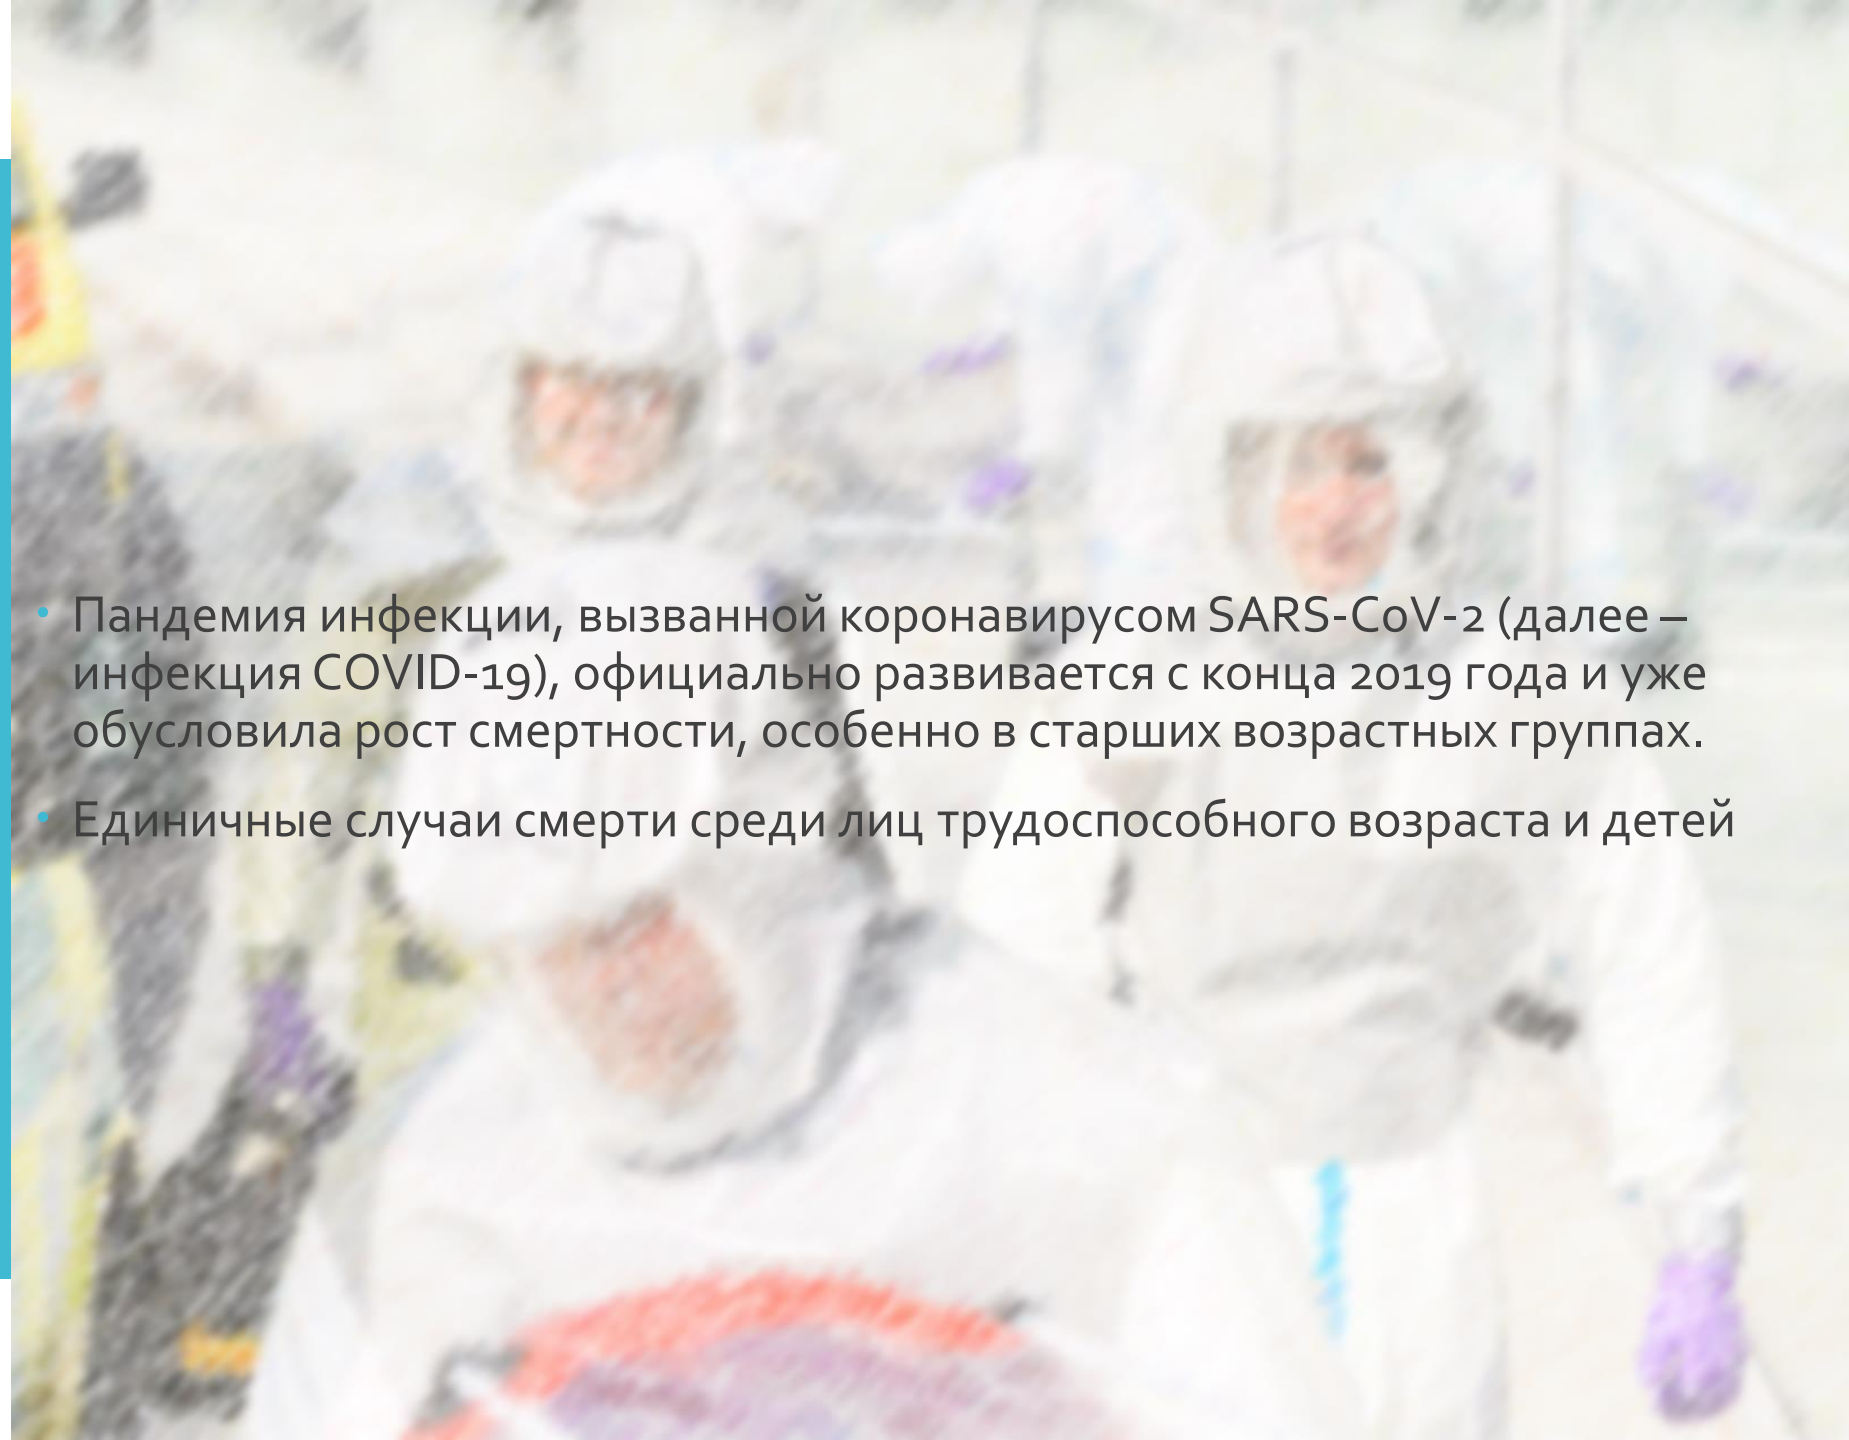 • Пандемия инфекции, вызванной коронавирусом SARS-CoV-2 (далее –
инфекция COVID-19), официально развивается с конца 2019 года и уже
обусловила рост смертности, особенно в старших возрастных группах.
• Единичные случаи смерти среди лиц трудоспособного возраста и детей